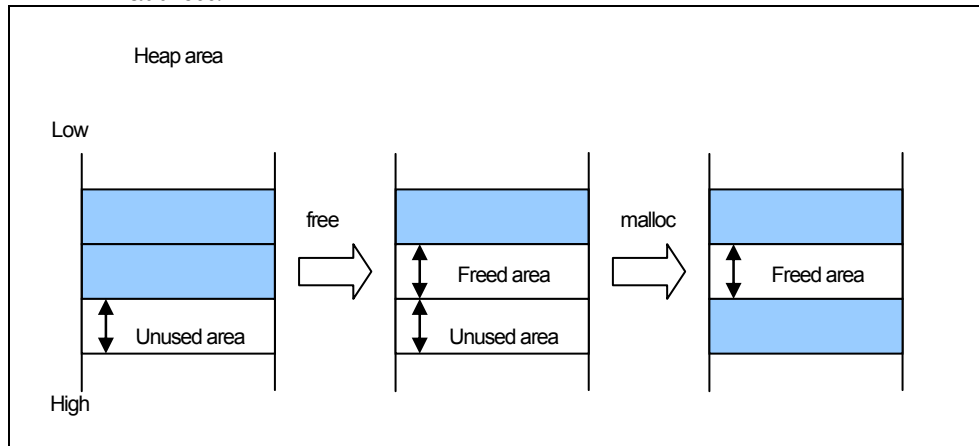 Heap area
Low
free
malloc
Freed area
Freed area
Unused area
Unused area
High